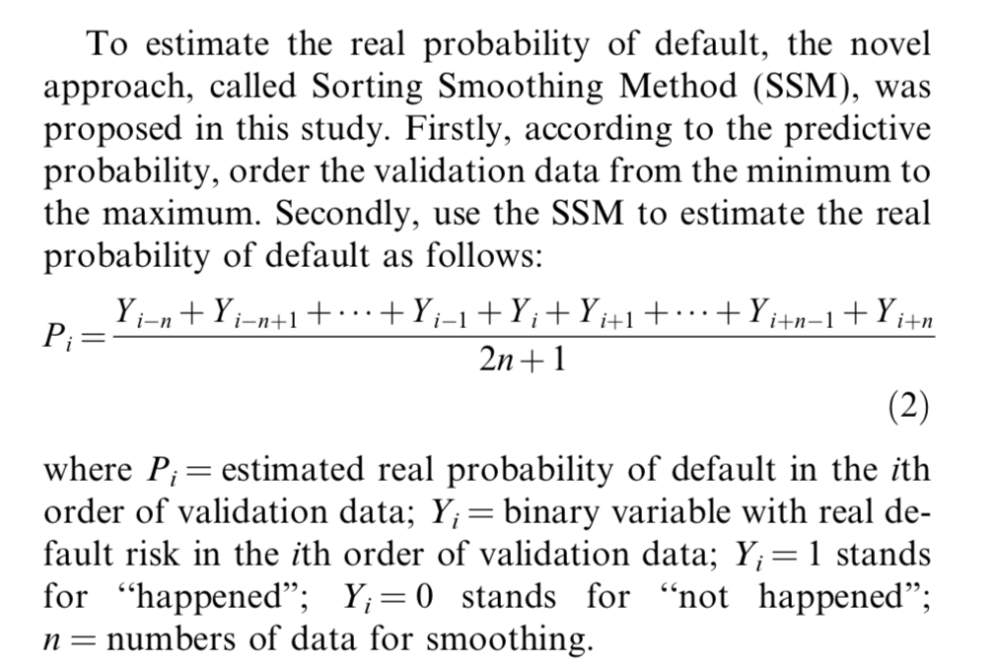 To estimate the real probability of default, the novel
approach, called Sorting Smoothing Method (SSM), was
proposed in this study. Firstly, according to the predictive
probability, order the validation data from the minimum to
the maximum. Secondly, use the SSM to estimate the real
probability of default as follows:
P_i = \frac{Y_{i-n} + Y_{i-n+1} + \cdots + Y_{i-1} + Y_i + Y_{i+1} + \cdots + Y_{i+n-1} + Y_{i+n}}{2n+1}
(2)
where P_i = estimated real probability of default in the ith
order of validation data; Y_i = binary variable with real de-
fault risk in the ith order of validation data; Y_i = 1 stands
for “happened”; Y_i = 0 stands for “not happened”;
n = numbers of data for smoothing.